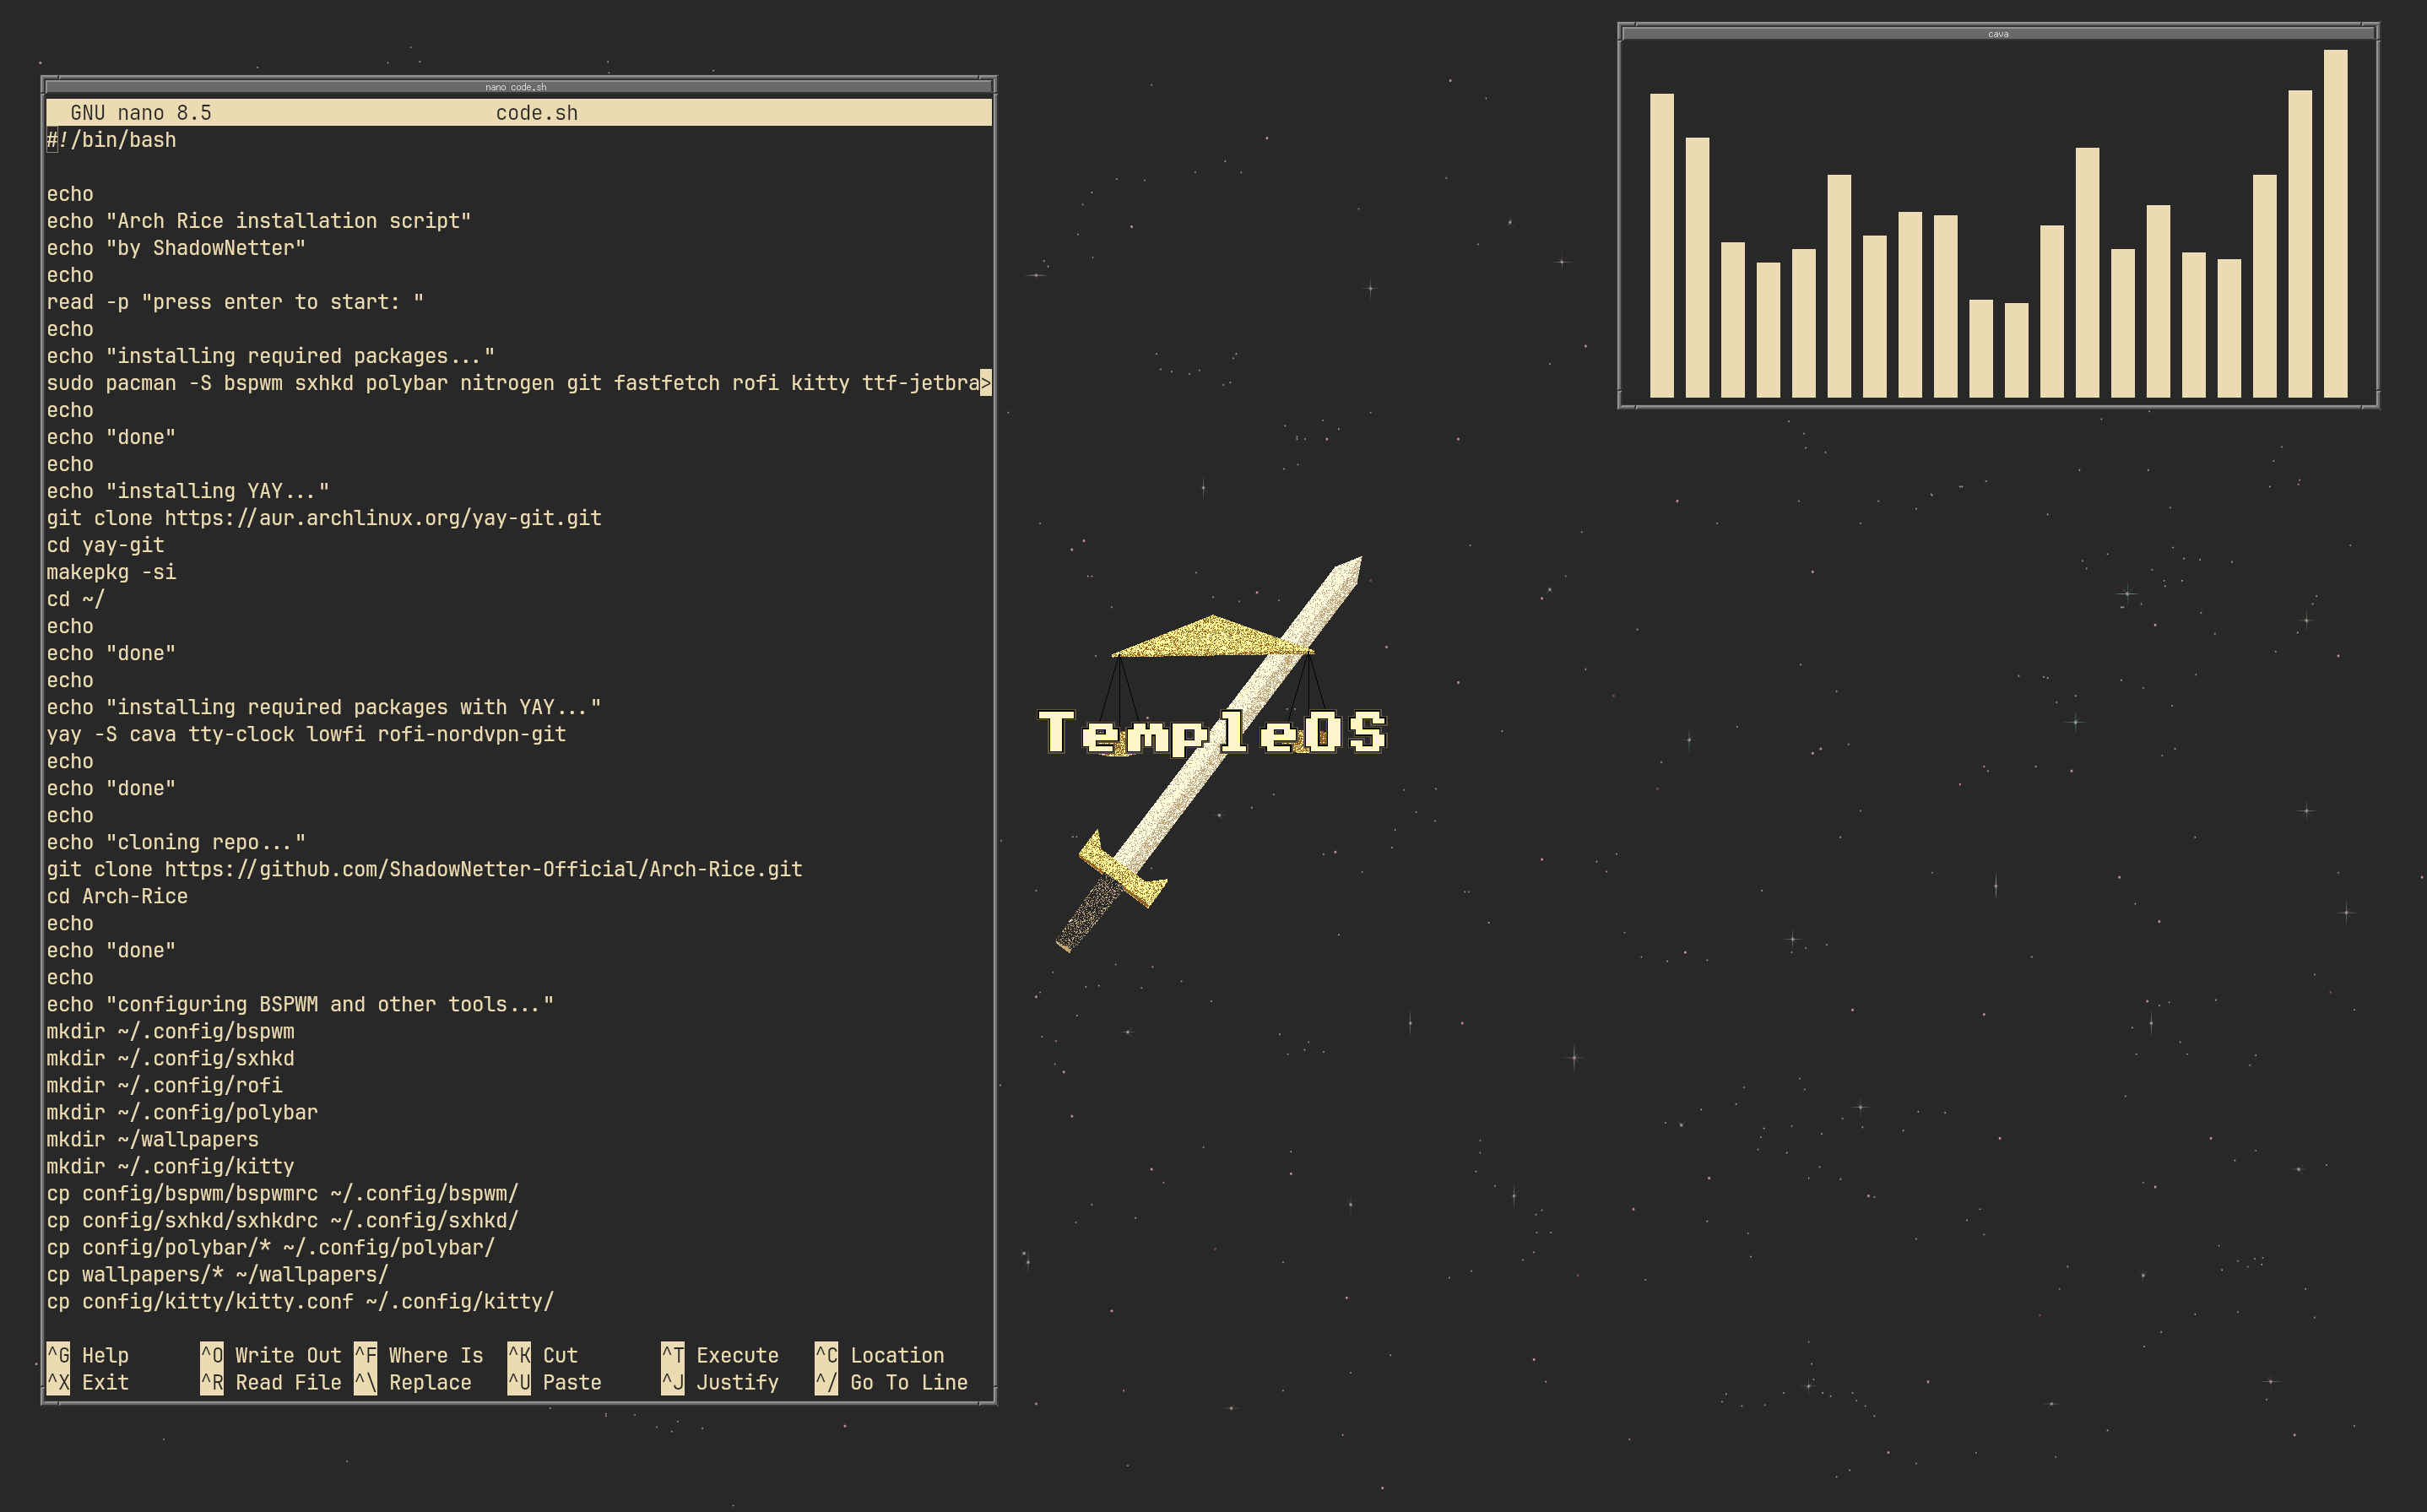 nano code.sh
GNU nano 8.5 code.sh
#!/bin/bash
echo
echo "Arch Rice installation script"
echo "by ShadowNetter"
echo
read -p "press enter to start: "
echo
echo "installing required packages..."
sudo pacman -S bspwm sxhkd polybar nitrogen git fastfetch rofi kitty ttf-jetbra>
echo
echo "done"
echo
echo "installing YAY..."
git clone https://aur.archlinux.org/yay-git.git
cd yay-git
makepkg -si
cd ~/
echo
echo "done"
echo
echo "installing required packages with YAY..."
yay -S cava tty-clock lowfi rofi-nordvpn-git
echo
echo "done"
echo
echo "cloning repo..."
git clone https://github.com/ShadowNetter-Official/Arch-Rice.git
cd Arch-Rice
echo
echo "done"
echo
echo "configuring BSPWM and other tools..."
mkdir ~/.config/bspwm
mkdir ~/.config/sxhkd
mkdir ~/.config/rofi
mkdir ~/.config/polybar
mkdir ~/wallpapers
mkdir ~/.config/kitty
cp config/bspwm/bspwmrc ~/.config/bspwm/
cp config/sxhkd/sxhkdrc ~/.config/sxhkd/
cp config/polybar/* ~/.config/polybar/
cp wallpapers/* ~/wallpapers/
cp config/kitty/kitty.conf ~/.config/kitty/
^G Help ^O Write Out ^F Where Is ^K Cut ^T Execute ^C Location
^X Exit ^R Read File ^\ Replace ^U Paste ^J Justify ^/ Go To Line
TempleOS
cava